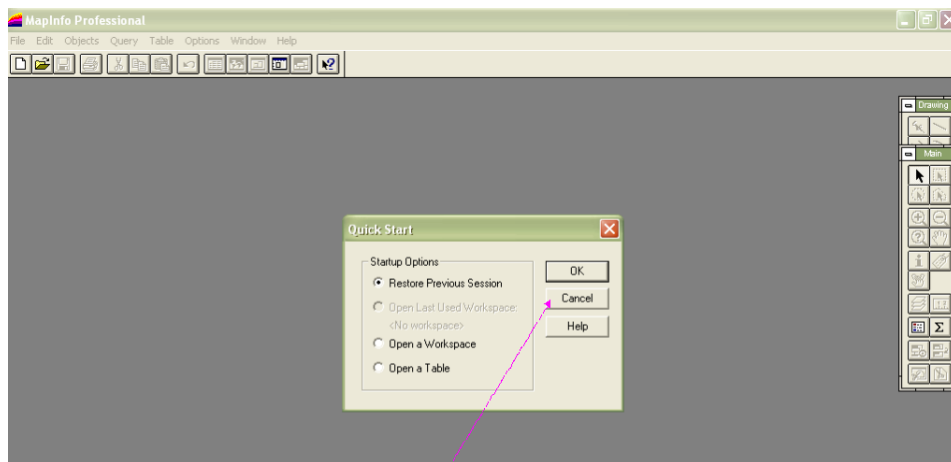 MapInfo Professional
File Edit Objects Query Table Options Window Help
Drawing
Main
Quick Start
Startup Options
Restore Previous Session
Open Last Used Workspace:
<No workspace>
Open a Workspace
Open a Table
OK
Cancel
Help